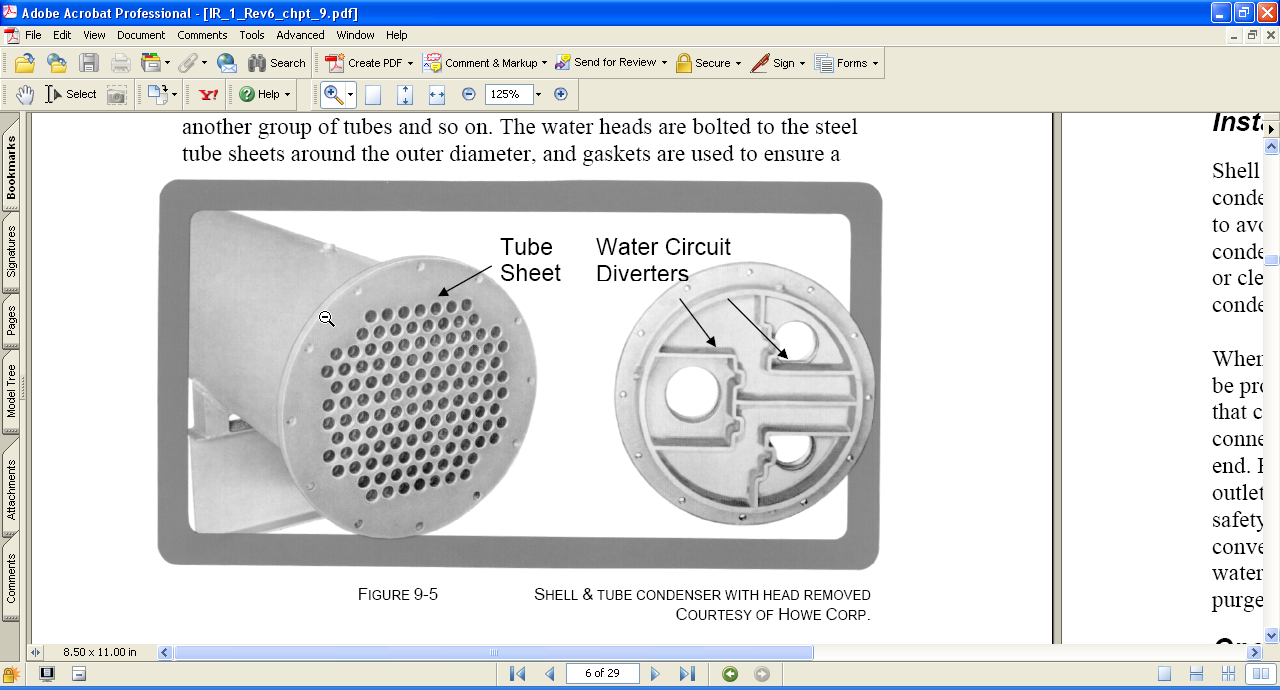 Adobe Acrobat Professional - [IR_1_Rev6_chpt_9.pdf]
File Edit View Document Comments Tools Advanced Window Help
Search Create PDF Comment & Markup Send for Review Secure Sign Forms
Select Y! Help 125%
Bookmarks
Signatures
Pages
Model Tree
Attachments
Comments
another group of tubes and so on. The water heads are bolted to the steel
tube sheets around the outer diameter, and gaskets are used to ensure a
Tube
Sheet
Water Circuit
Diverters
FIGURE 9-5 SHELL & TUBE CONDENSER WITH HEAD REMOVED
COURTESY OF HOWE CORP.
Inst
Shell
conde
to avo
conde
or cle
conde
When
be pro
that c
conne
end.
outlet
safety
conve
water
purge
8.50 x 11.00 in
6 of 29